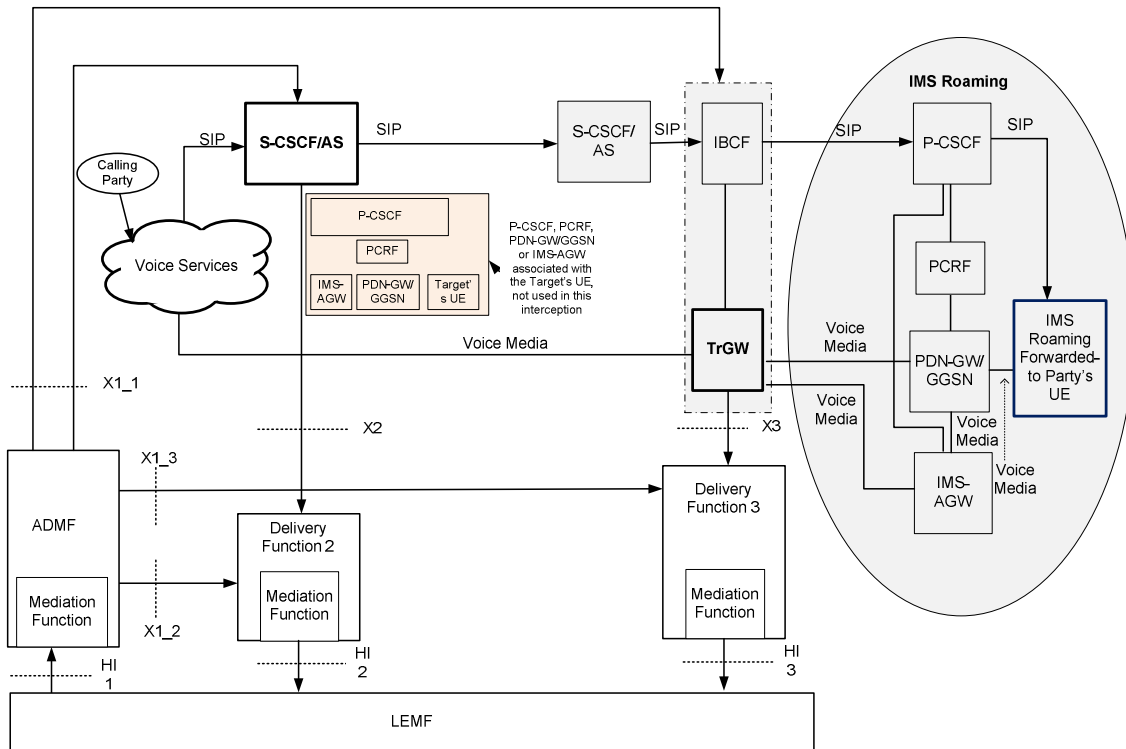 IMS Roaming
SIP
S-CSCF/AS
SIP
S-CSCF/
AS
SIP
IBCF
SIP
P-CSCF
SIP
Calling
Party
Voice Services
P-CSCF
PCRF
IMS-
AGW
PDN-GW/
GGSN
Target'
s UE
P-CSCF, PCRF,
PDN-GW/GGSN
or IMS-AGW
associated with
the Target's UE,
not used in this
interception
PCRF
Voice Media
TrGW
Voice
Media
PDN-GW/
GGSN
IMS
Roaming
Forwarded-
to Party's
UE
Voice
Media
Voice
Media
Voice
Media
IMS-
AGW
X1_1
X2
X3
X1_3
ADMF
Mediation
Function
X1_2
Delivery
Function 2
Mediation
Function
Delivery
Function 3
Mediation
Function
HI
1
HI
2
HI
3
LEMF